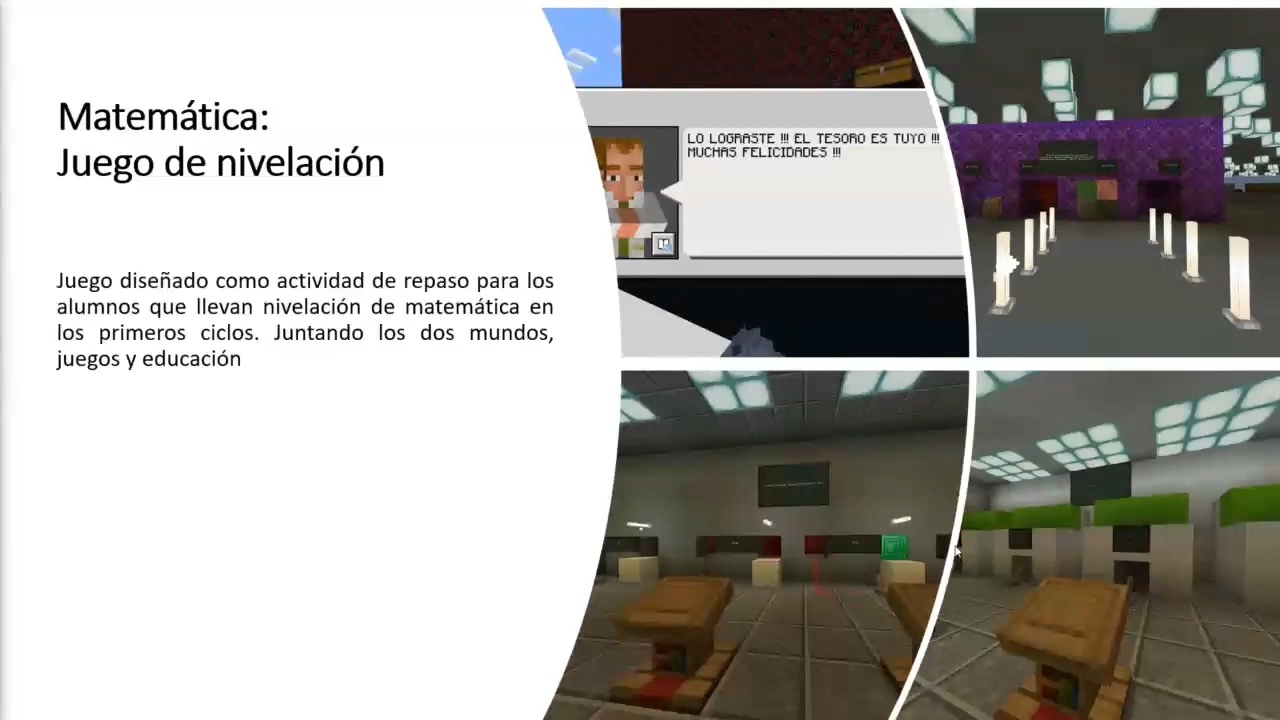 Matemática:
Juego de nivelación
Juego diseñado como actividad de repaso para los
alumnos que llevan nivelación de matemática en
los primeros ciclos. Juntando los dos mundos,
juegos y educación
LO LOGRASTE !!! EL TESORO ES TUYO !!!
MUCHAS FELICIDADES !!!